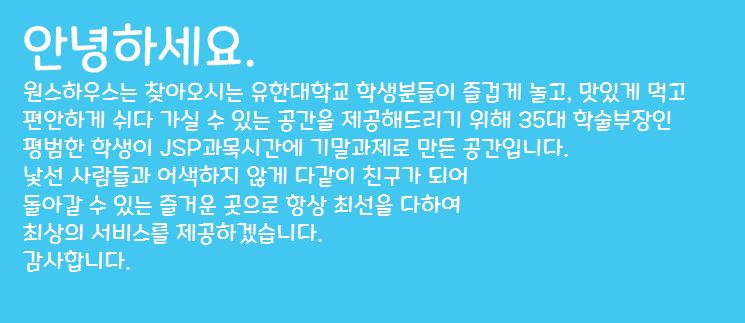 안녕하세요.
원스하우스는 찾아오시는 유한대학교 학생분들이 즐겁게 놀고, 맛있게 먹고
편안하게 쉬다 가실 수 있는 공간을 제공해드리기 위해 35대 학술부장인
평범한 학생이 JSP과목시간에 기말과제로 만든 공간입니다.
낯선 사람들과 어색하지 않게 다같이 친구가 되어
돌아갈 수 있는 즐거운 곳으로 항상 최선을 다하여
최상의 서비스를 제공하겠습니다.
감사합니다.